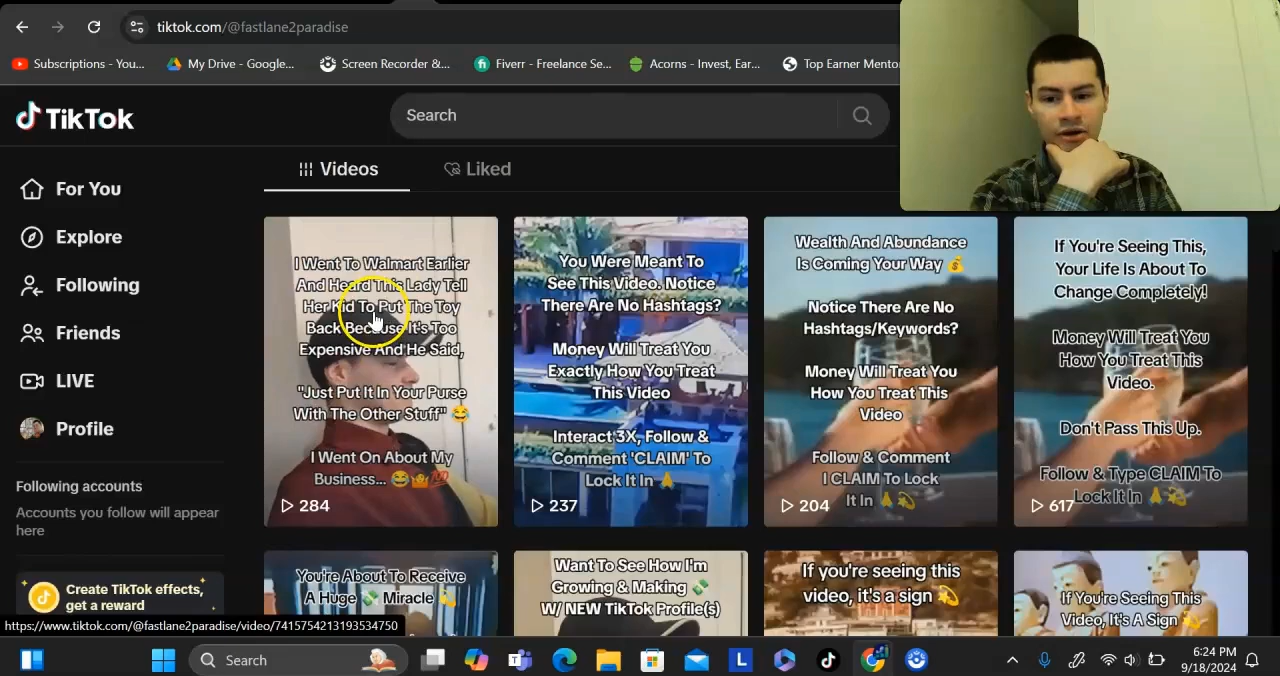 tiktok.com/@fastlane2paradise
Subscriptions - You...
My Drive - Google...
Screen Recorder &...
Fiverr - Freelance Se...
Acorns - Invest, Ear...
Top Earner Mento
TikTok
Search
Videos
Liked
For You
Explore
Following
Friends
LIVE
Profile
Following accounts
Accounts you follow will appear
here
Create TikTok effects,
get a reward
I Went To Walmart Earlier
And Heard This Lady Tell
Her Kid To Put The Toy
Back Because It's Too
Expensive And He Said,
"Just Put It In Your Purse
With The Other Stuff" 😂
I Went On About My
Business... 😂🤷💯
284
You Were Meant To
See This Video. Notice
There Are No Hashtags?
Money Will Treat You
Exactly How You Treat
This Video
Interact 3X, Follow &
Comment 'CLAIM' To
Lock It In 🙏
237
Wealth And Abundance
Is Coming Your Way 💰
Notice There Are No
Hashtags/Keywords?
Money Will Treat You
How You Treat This
Video
Follow & Comment
I CLAIM To Lock
It In 🙏💫
204
If You're Seeing This,
Your Life Is About To
Change Completely!
Money Will Treat You
How You Treat This
Video.
Don't Pass This Up.
Follow & Type CLAIM To
Lock It In 🙏💫
617
You're About To Receive
A Huge 💸 Miracle 💫
Want To See How I'm
Growing & Making 💸
W/ NEW TikTok Profile(s)
If you're seeing this
video, it's a sign 💫
If You're Seeing This
Video, It's A Sign 💫
https://www.tiktok.com/@fastlane2paradise/video/7415754213193534750
Search
6:24 PM
9/18/2024